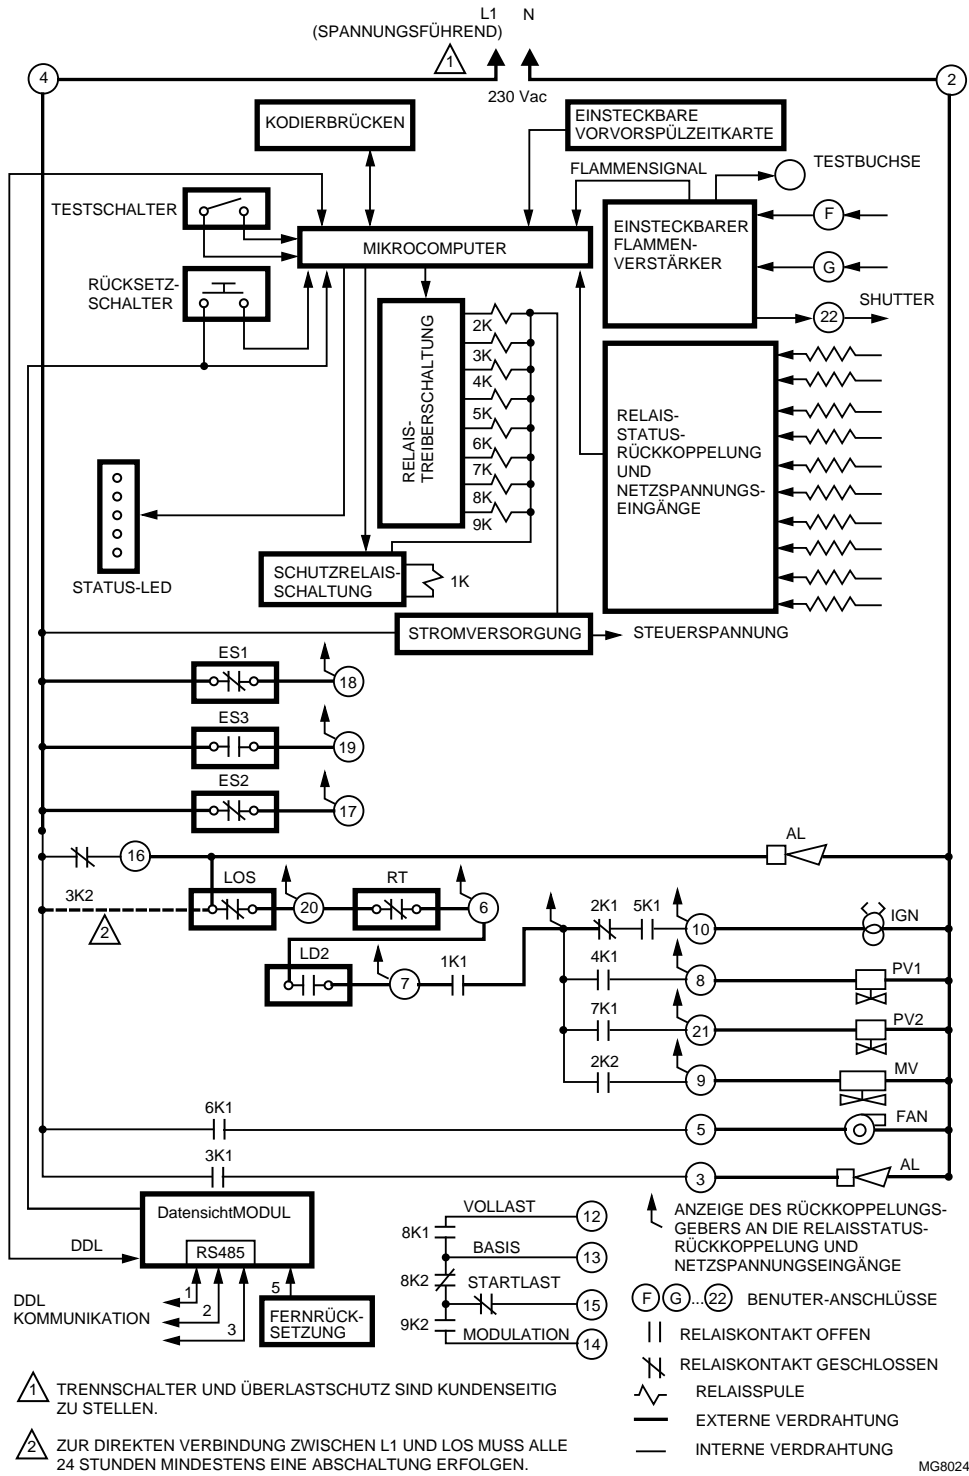 L1 N
(SPANNUNGSFÜHREND)
1
4
2
230 Vac
KODIERBRÜCKEN
EINSTECKBARE
VORVORSPÜLZEITKARTE
FLAMMENSIGNAL
TESTBUCHSE
TESTSCHALTER
F
EINSTECKBARER
FLAMMEN-
VERSTÄRKER
MIKROCOMPUTER
G
RÜCKSETZ-
SCHALTER
SHUTTER
22
RELAIS-
TREIBERSCHALTUNG
2K
3K
4K
5K
6K
7K
8K
9K
RELAIS-
STATUS-
RÜCKKOPPELUNG
UND
NETZSPANNUNGS-
EINGÄNGE
STATUS-LED
SCHUTZRELAIS-
SCHALTUNG
1K
STROMVERSORGUNG
STEUERSPANNUNG
ES1
18
ES3
19
ES2
17
16
AL
3K2
2
LOS
20
RT
6
2K1
5K1
10
IGN
LD2
7
1K1
4K1
8
PV1
7K1
21
PV2
2K2
9
MV
6K1
5
FAN
3K1
3
AL
DatensichtMODUL
RS485
DDL
DDL
KOMMUNIKATION
1
2
3
5
FERNRÜCK-
SETZUNG
VOLLAST
12
8K1
BASIS
13
8K2
STARTLAST
15
9K2
MODULATION
14
ANZEIGE DES RÜCKKOPPELUNGS-
GEBERS AN DIE RELAISSTATUS-
RÜCKKOPPELUNG UND
NETZSPANNUNGSEINGÄNGE
F G ... 22 BENUTER-ANSCHLÜSSE
RELAISKONTAKT OFFEN
RELAISKONTAKT GESCHLOSSEN
RELAISSPULE
EXTERNE VERDRAHTUNG
INTERNE VERDRAHTUNG
1 TRENNSCHALTER UND ÜBERLASTSCHUTZ SIND KUNDENSEITIG
ZU STELLEN.
2 ZUR DIREKTEN VERBINDUNG ZWISCHEN L1 UND LOS MUSS ALLE
24 STUNDEN MINDESTENS EINE ABSCHALTUNG ERFOLGEN.
MG8024